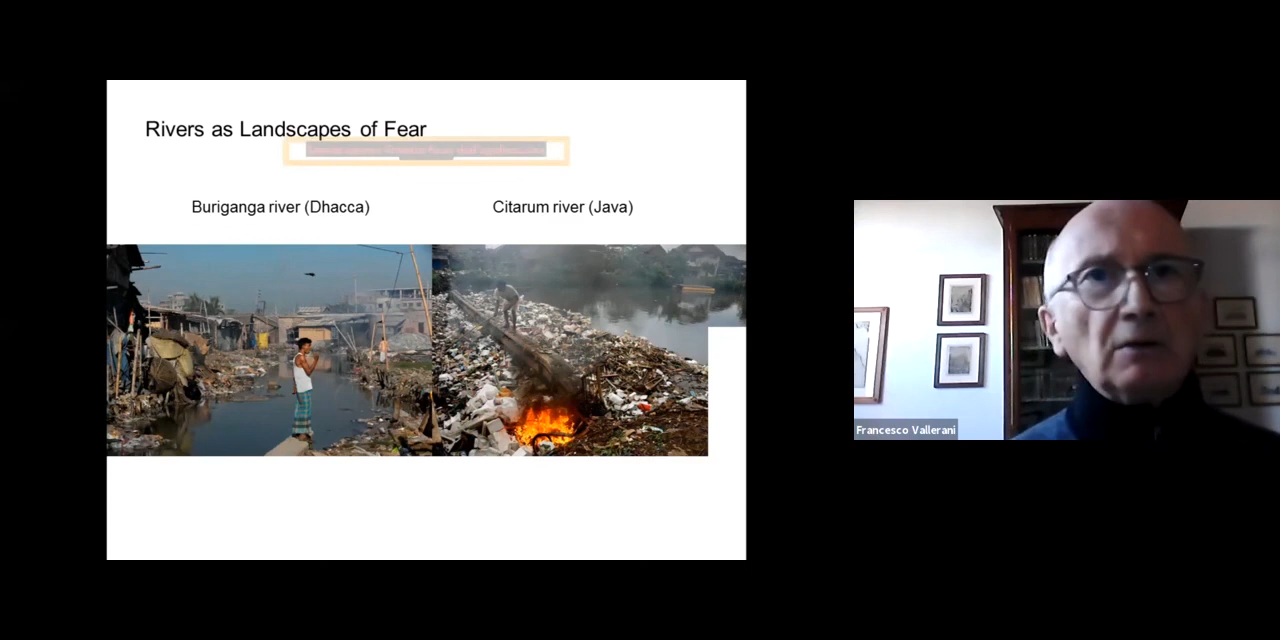 Rivers as Landscapes of Fear
Buriganga river (Dhacca)
Citarum river (Java)
Francesco Vallerani